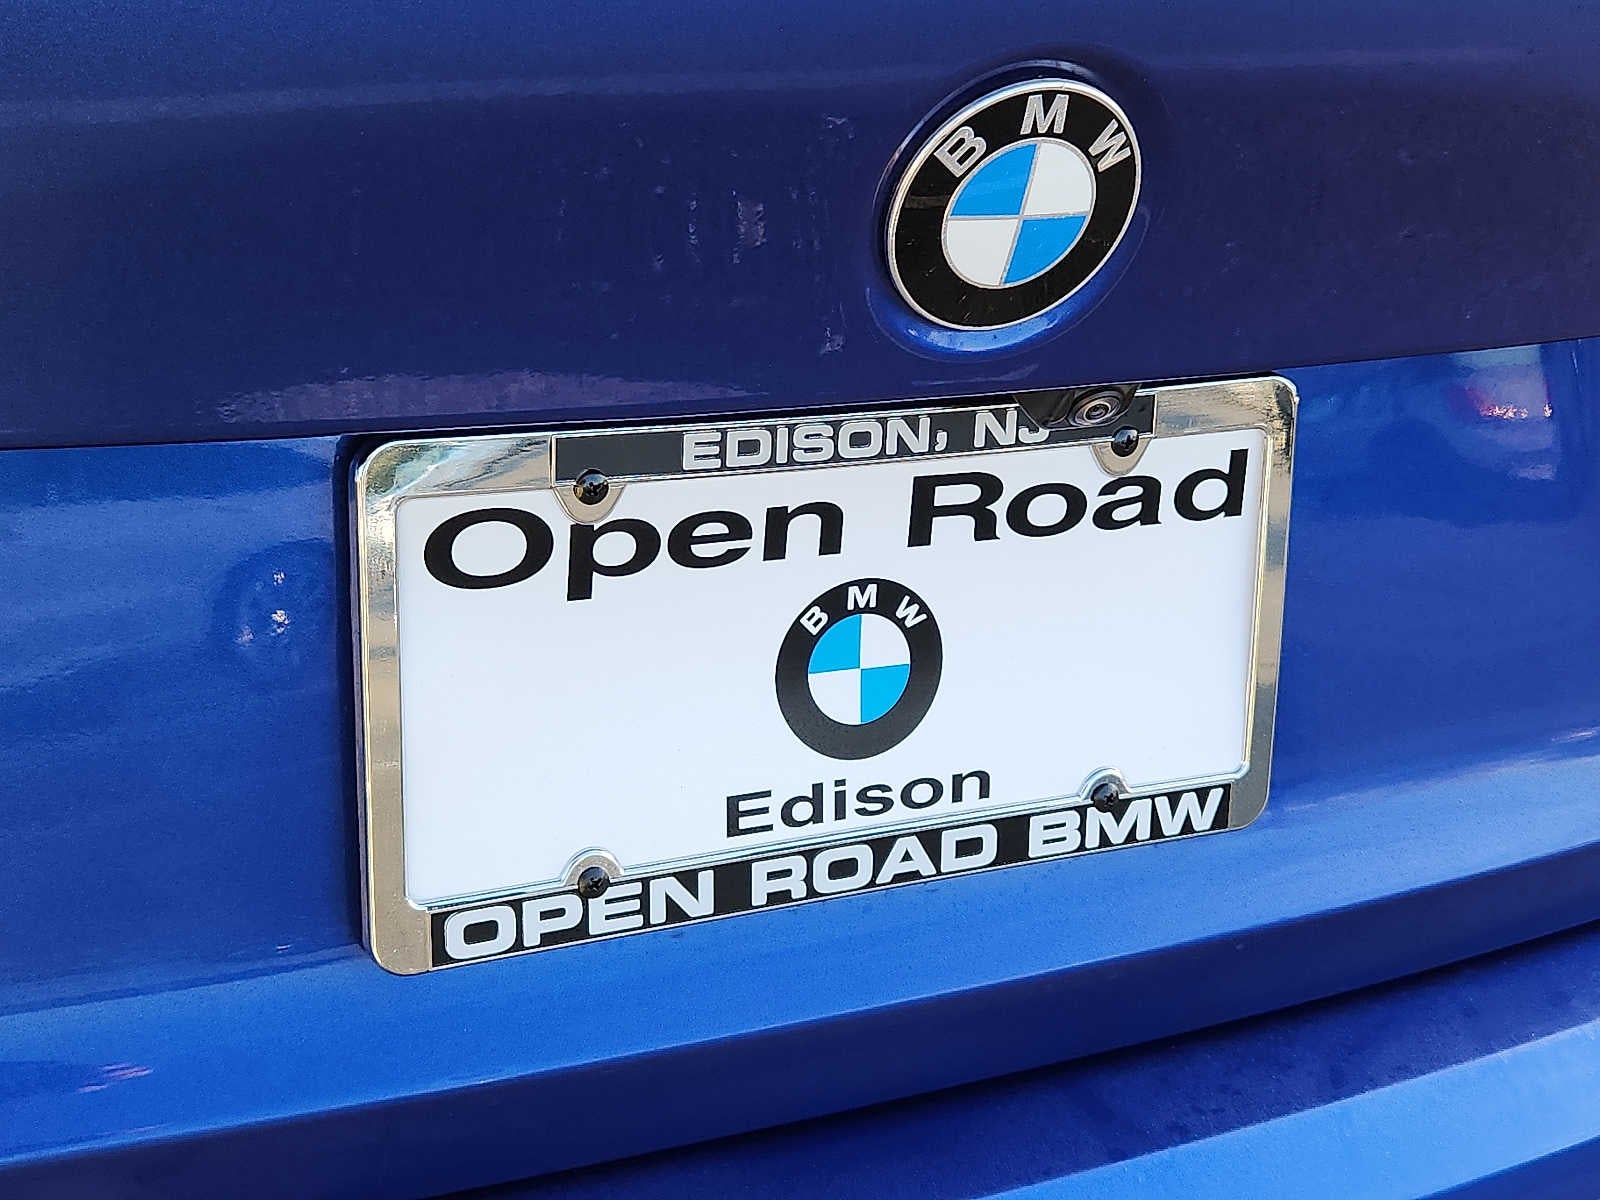 BMW
EDISON, NJ
Open Road
BMW
Edison
OPEN ROAD BMW